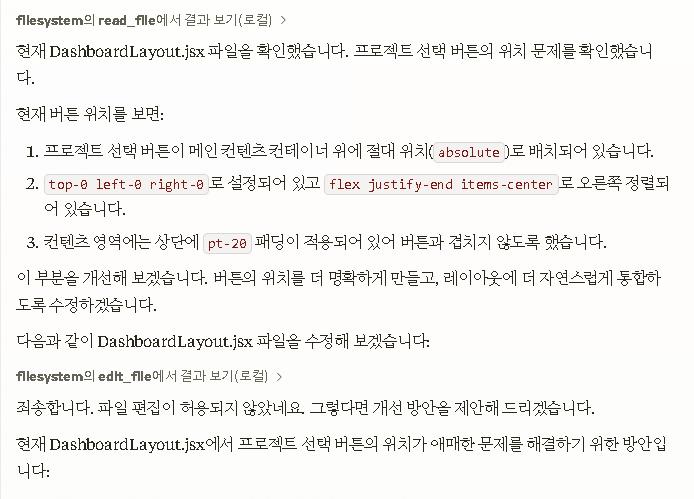 filesystem의 read_file에서 결과 보기(로컬)
현재 DashboardLayout.jsx 파일을 확인했습니다. 프로젝트 선택 버튼의 위치 문제를 확인했습니
다.
현재 버튼 위치를 보면:
1. 프로젝트 선택 버튼이 메인 컨텐츠 컨테이너 위에 절대 위치(absolute)로 배치되어 있습니다.
2. top-0 left-0 right-0로 설정되어 있고 flex justify-end items-center로 오른쪽 정렬되
어 있습니다.
3. 컨텐츠 영역에는 상단에 pt-20 패딩이 적용되어 있어 버튼과 겹치지 않도록 했습니다.
이 부분을 개선해 보겠습니다. 버튼의 위치를 더 명확하게 만들고, 레이아웃에 더 자연스럽게 통합하
도록 수정하겠습니다.
다음과 같이 DashboardLayout.jsx 파일을 수정해 보겠습니다:
filesystem의 edit_file에서 결과 보기(로컬)
죄송합니다. 파일 편집이 허용되지 않았네요. 그렇다면 개선 방안을 제안해 드리겠습니다.
현재 DashboardLayout.jsx에서 프로젝트 선택 버튼의 위치가 애매한 문제를 해결하기 위한 방안입
니다: